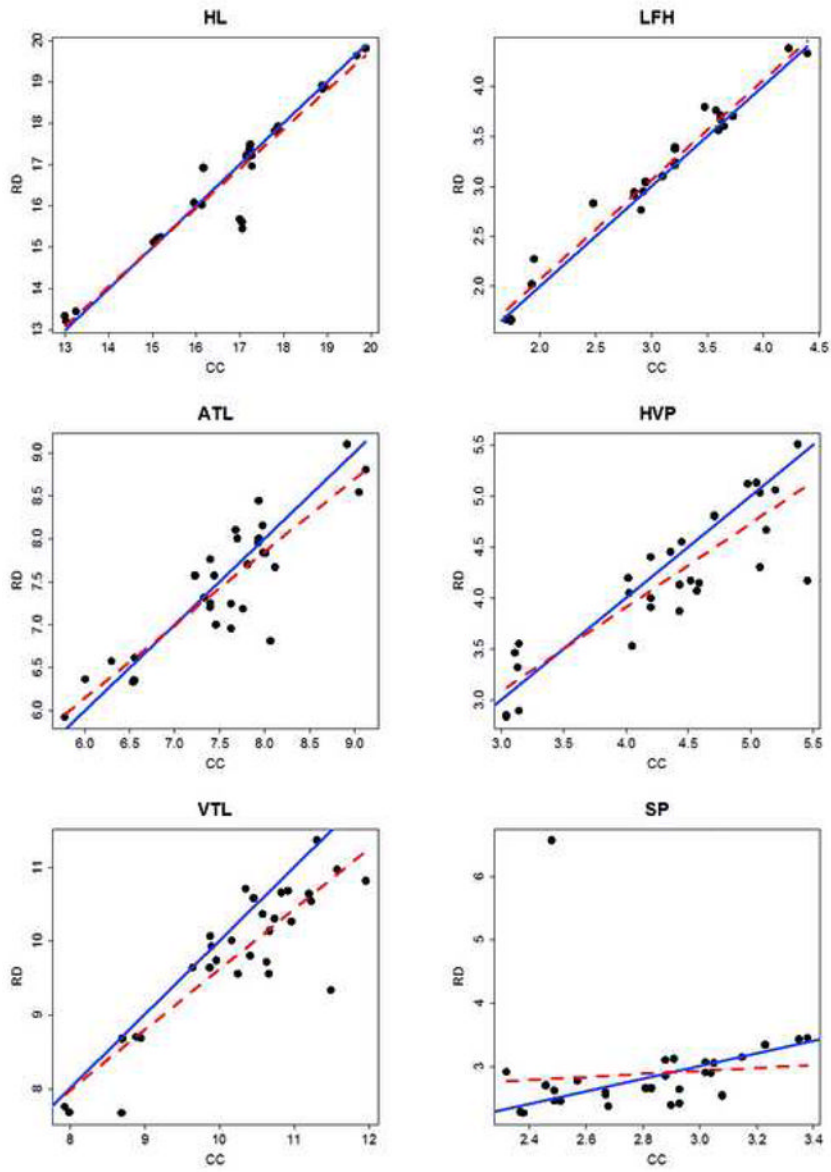 HL
20
19
18
17
16
15
14
13
RD
13 14 15 16 17 18 19 20
CC
LFH
4.0
3.5
3.0
2.5
2.0
RD
2.0 2.5 3.0 3.5 4.0 4.5
CC
ATL
9.0
8.5
8.0
7.5
7.0
6.5
6.0
RD
6.0 6.5 7.0 7.5 8.0 8.5 9.0
CC
HVP
5.5
5.0
4.5
4.0
3.5
3.0
RD
3.0 3.5 4.0 4.5 5.0 5.5
CC
VTL
11
10
9
8
RD
8 9 10 11 12
CC
SP
6
5
4
3
RD
2.4 2.6 2.8 3.0 3.2 3.4
CC